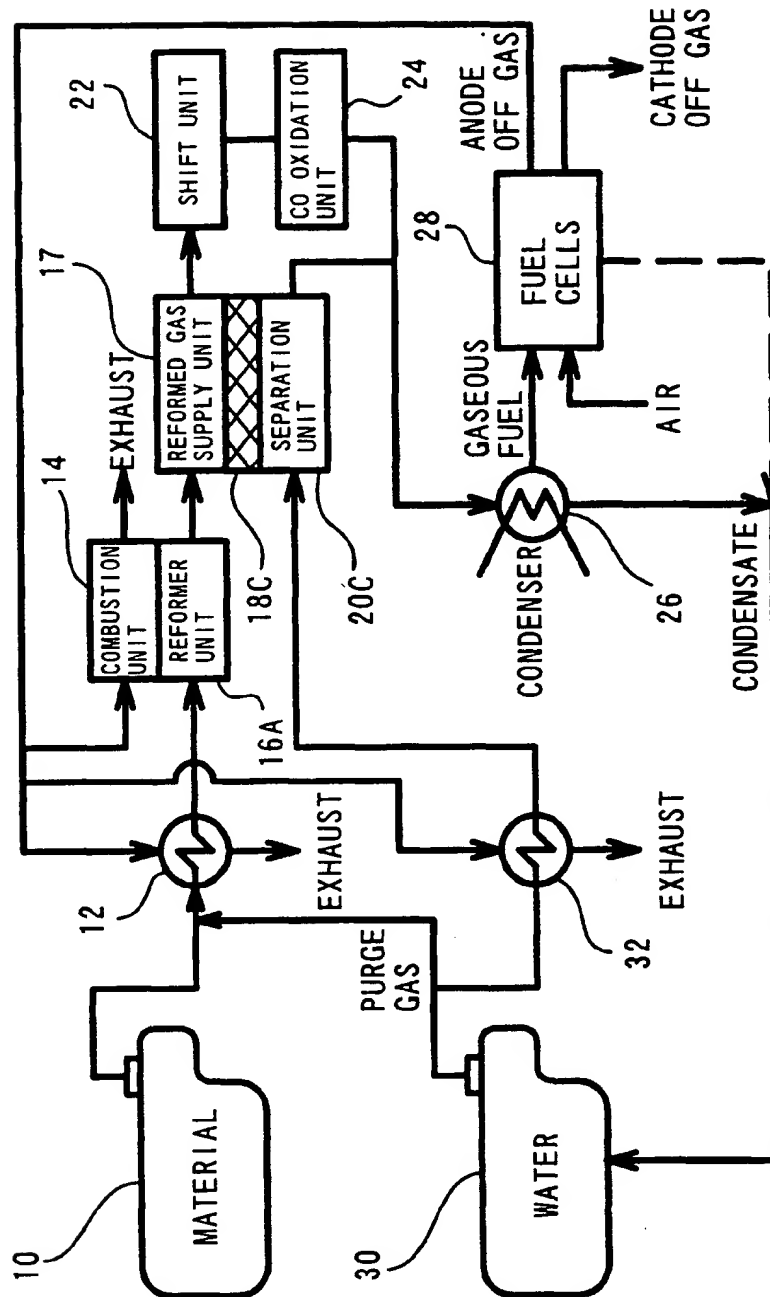 10
MATERIAL
12
EXHAUST
14
COMBUSTION
UNIT
REFORMER
UNIT
16A
EXHAUST
17
REFORMED GAS
SUPPLY UNIT
SEPARATION
UNIT
18C
20C
22
SHIFT UNIT
CO OXIDATION
UNIT
24
30
WATER
PURGE
GAS
32
EXHAUST
CONDENSER
26
CONDENSATE
GASEOUS
FUEL
AIR
28
FUEL
CELLS
ANODE
OFF GAS
CATHODE
OFF GAS